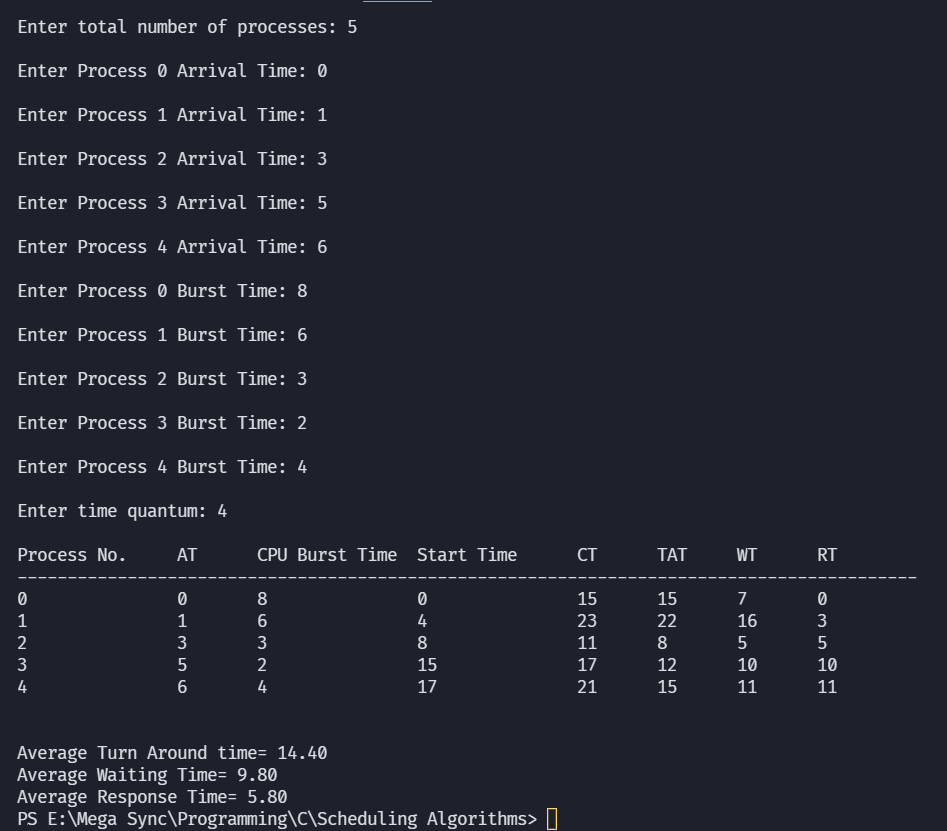 Enter total number of processes: 5
Enter Process 0 Arrival Time: 0
Enter Process 1 Arrival Time: 1
Enter Process 2 Arrival Time: 3
Enter Process 3 Arrival Time: 5
Enter Process 4 Arrival Time: 6
Enter Process 0 Burst Time: 8
Enter Process 1 Burst Time: 6
Enter Process 2 Burst Time: 3
Enter Process 3 Burst Time: 2
Enter Process 4 Burst Time: 4
Enter time quantum: 4
Process No. AT CPU Burst Time Start Time CT TAT WT RT
------------------------------------------------------------------------------------------
0 0 8 0 15 15 7 0
1 1 6 4 23 22 16 3
2 3 3 8 11 8 5 5
3 5 2 15 17 12 10 10
4 6 4 17 21 15 11 11
Average Turn Around time= 14.40
Average Waiting Time= 9.80
Average Response Time= 5.80
PS E:\Mega Sync\Programming\C\Scheduling Algorithms>